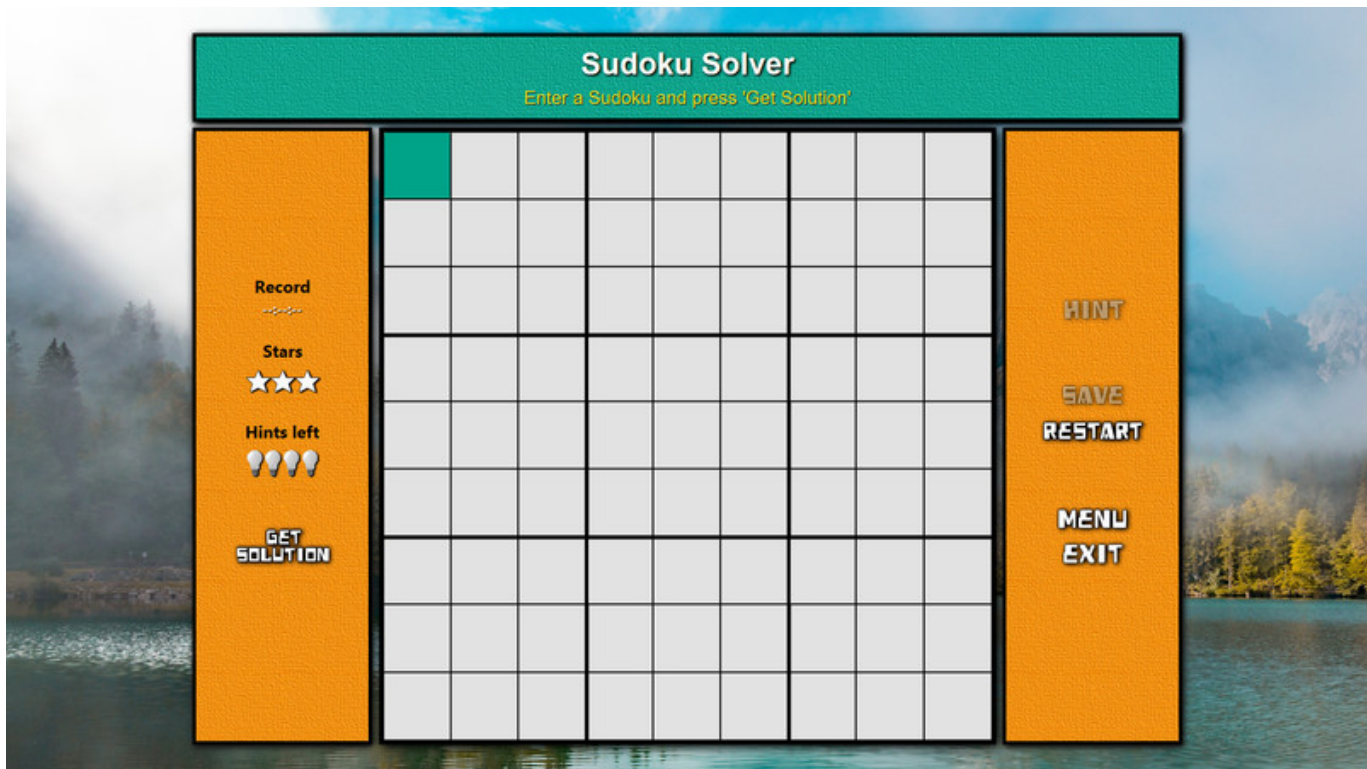 Sudoku Solver
Enter a Sudoku and press 'Get Solution'
Record
--:--:--
Stars
Hints left
GET
SOLUTION
HINT
SAVE
RESTART
MENU
EXIT